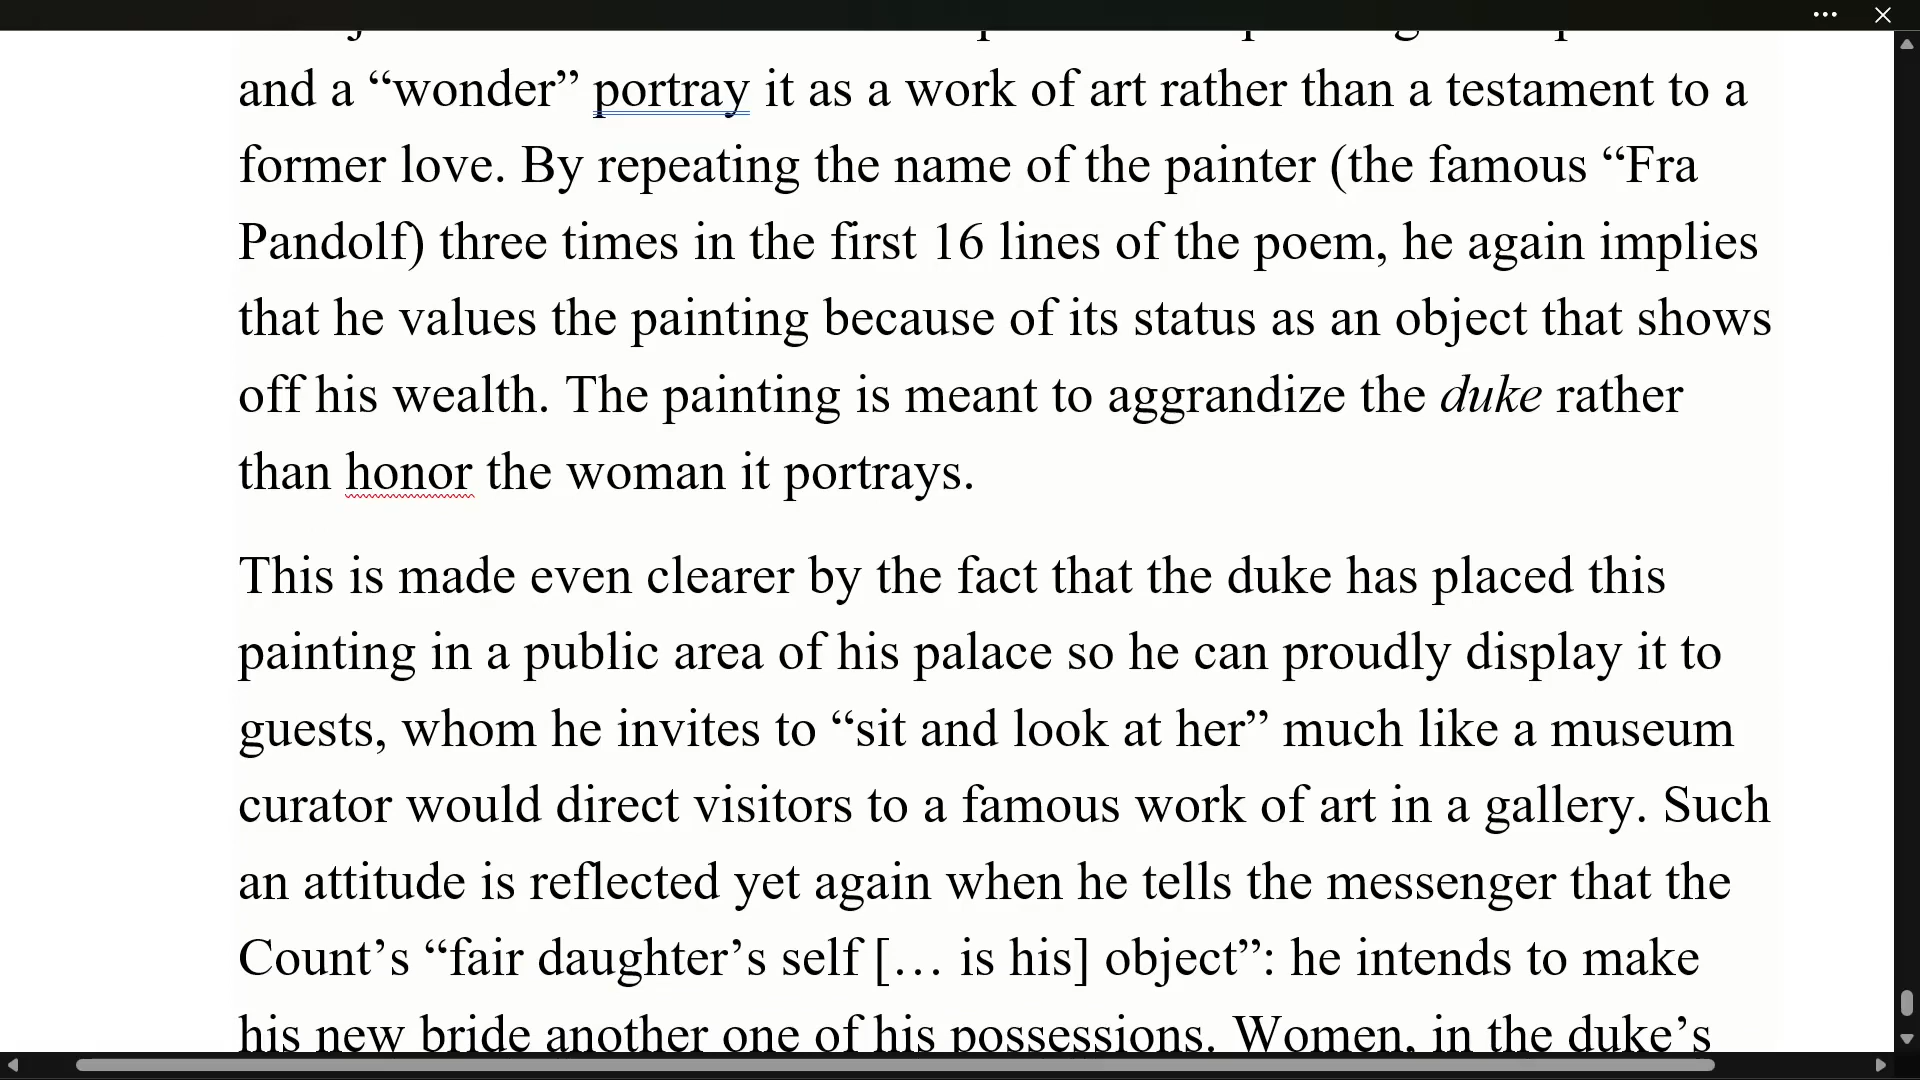 and a “wonder” portray it as a work of art rather than a testament to a
former love. By repeating the name of the painter (the famous “Fra
Pandolf) three times in the first 16 lines of the poem, he again implies
that he values the painting because of its status as an object that shows
off his wealth. The painting is meant to aggrandize the duke rather
than honor the woman it portrays.
This is made even clearer by the fact that the duke has placed this
painting in a public area of his palace so he can proudly display it to
guests, whom he invites to “sit and look at her” much like a museum
curator would direct visitors to a famous work of art in a gallery. Such
an attitude is reflected yet again when he tells the messenger that the
Count’s “fair daughter’s self [… is his] object”: he intends to make
his new bride another one of his possessions. Women, in the duke’s